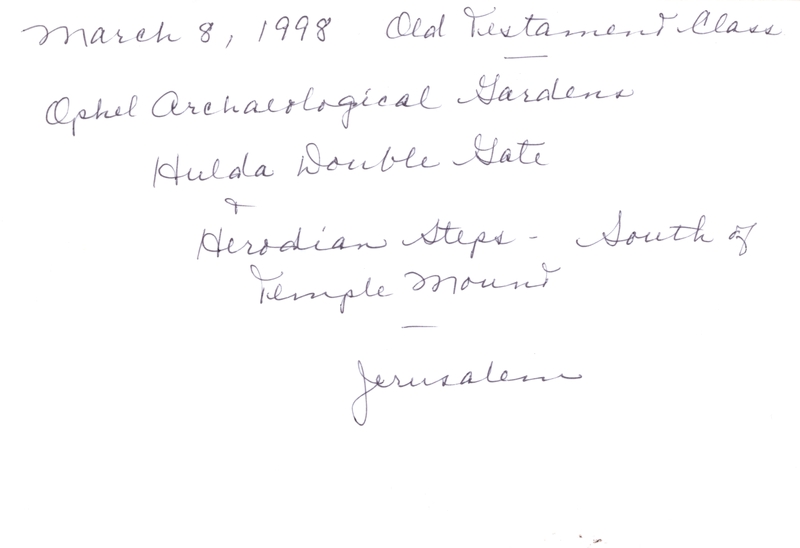 March 8, 1998 Old Testament Class
Ophel Archaeological Gardens
Hulda Double Gate
&
Herodian Steps - South of
Temple Mount
Jerusalem